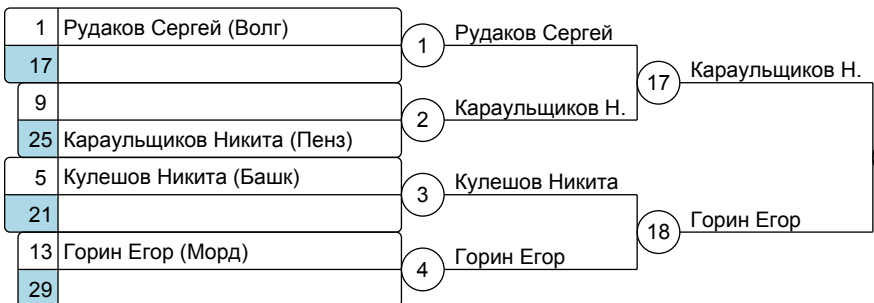 1 Рудаков Сергей (Волг)
17
9
25 Караульщиков Никита (Пенз)
5 Кулешов Никита (Башк)
21
13 Горин Егор (Морд)
29
1 Рудаков Сергей
2 Караульщиков Н.
3 Кулешов Никита
4 Горин Егор
17 Караульщиков Н.
18 Горин Егор